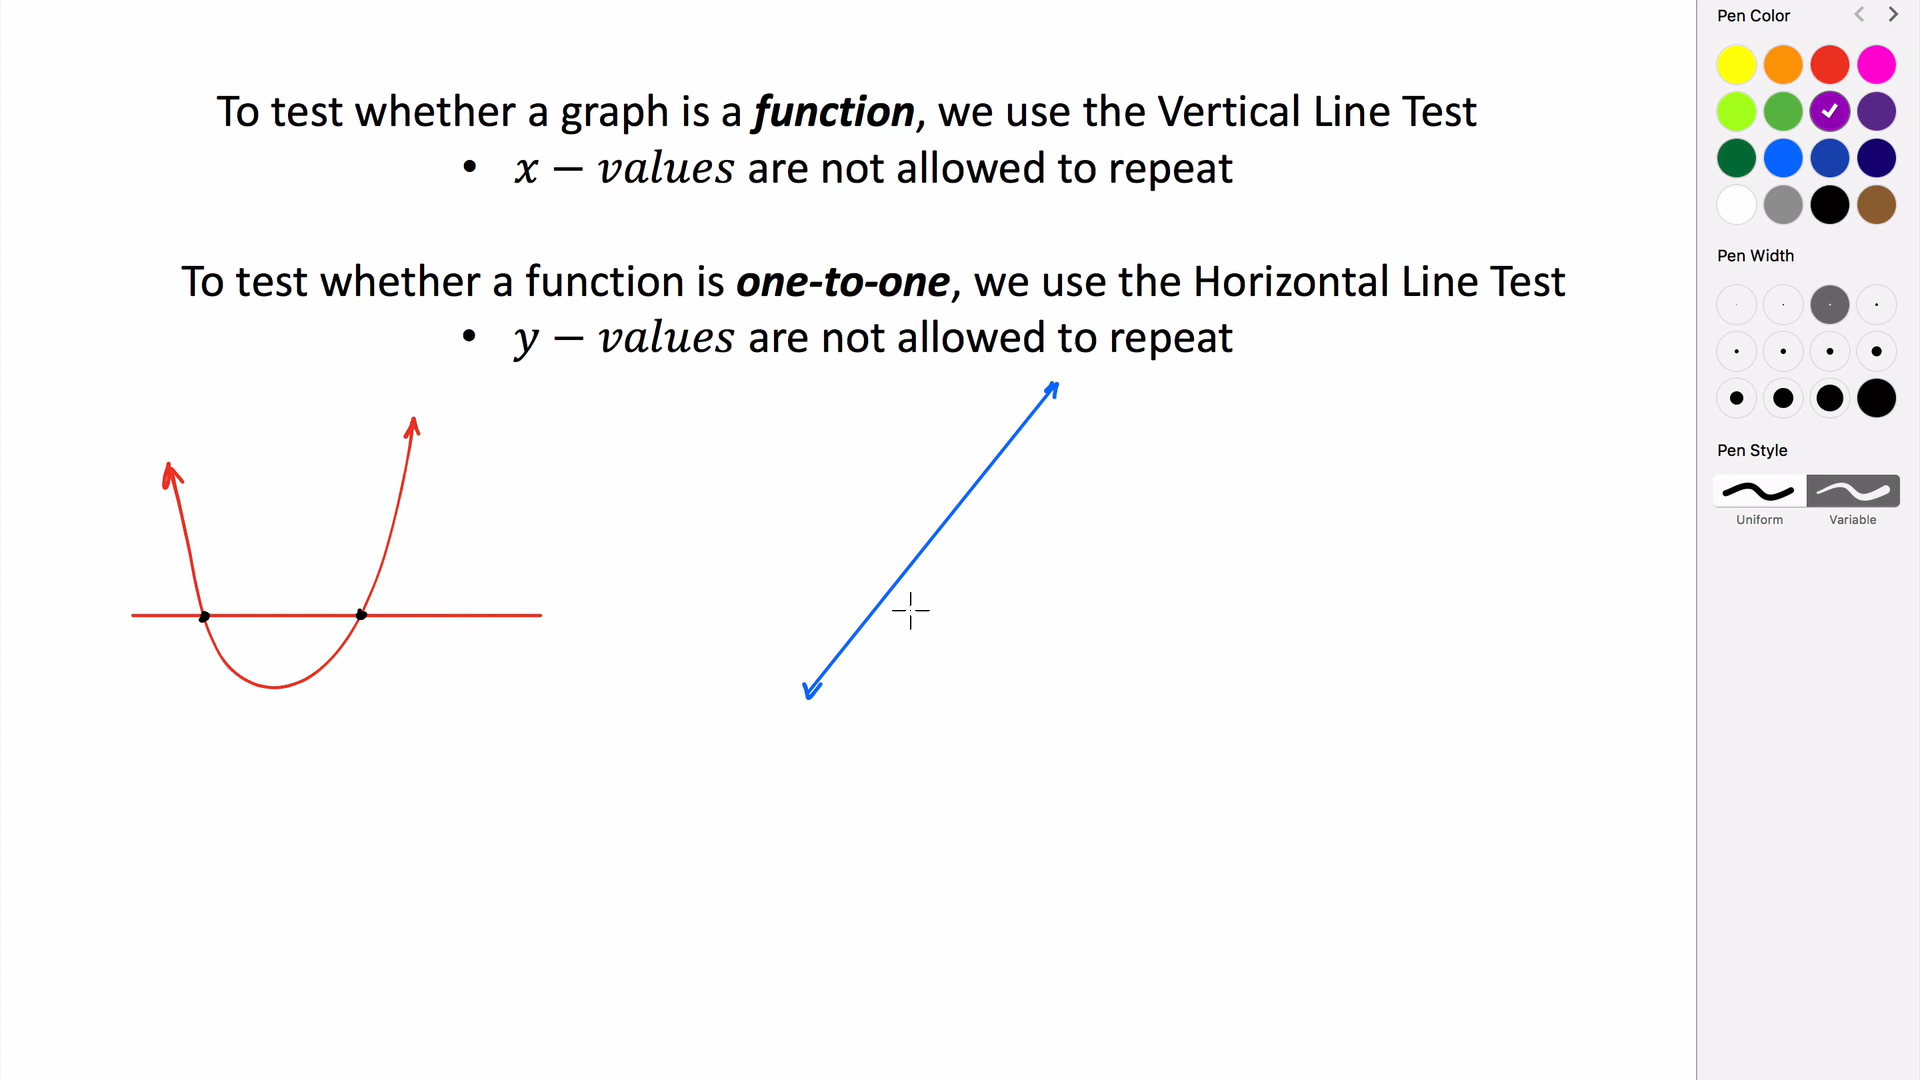 To test whether a graph is a function, we use the Vertical Line Test
• x − values are not allowed to repeat
To test whether a function is one-to-one, we use the Horizontal Line Test
• y − values are not allowed to repeat
Pen Color
Pen Width
Pen Style
Uniform Variable